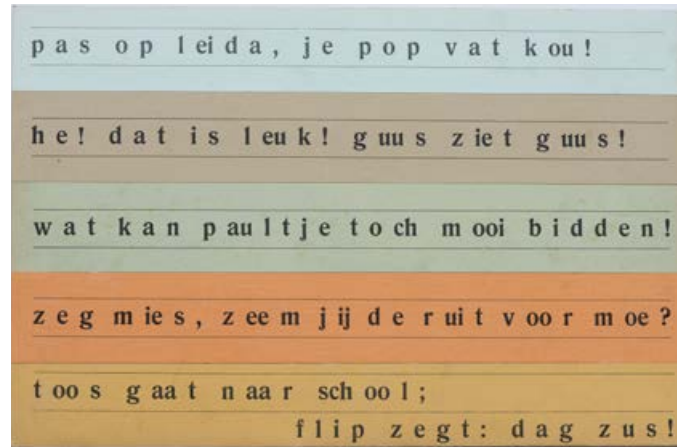 pas op leida, je pop vat kou!
he! dat is leuk! guus ziet guus!
wat kan paultje toch mooi bidden!
zeg mies, zeem jij de ruit voor moe?
toos gaat naar school;
flip zegt: dag zus!